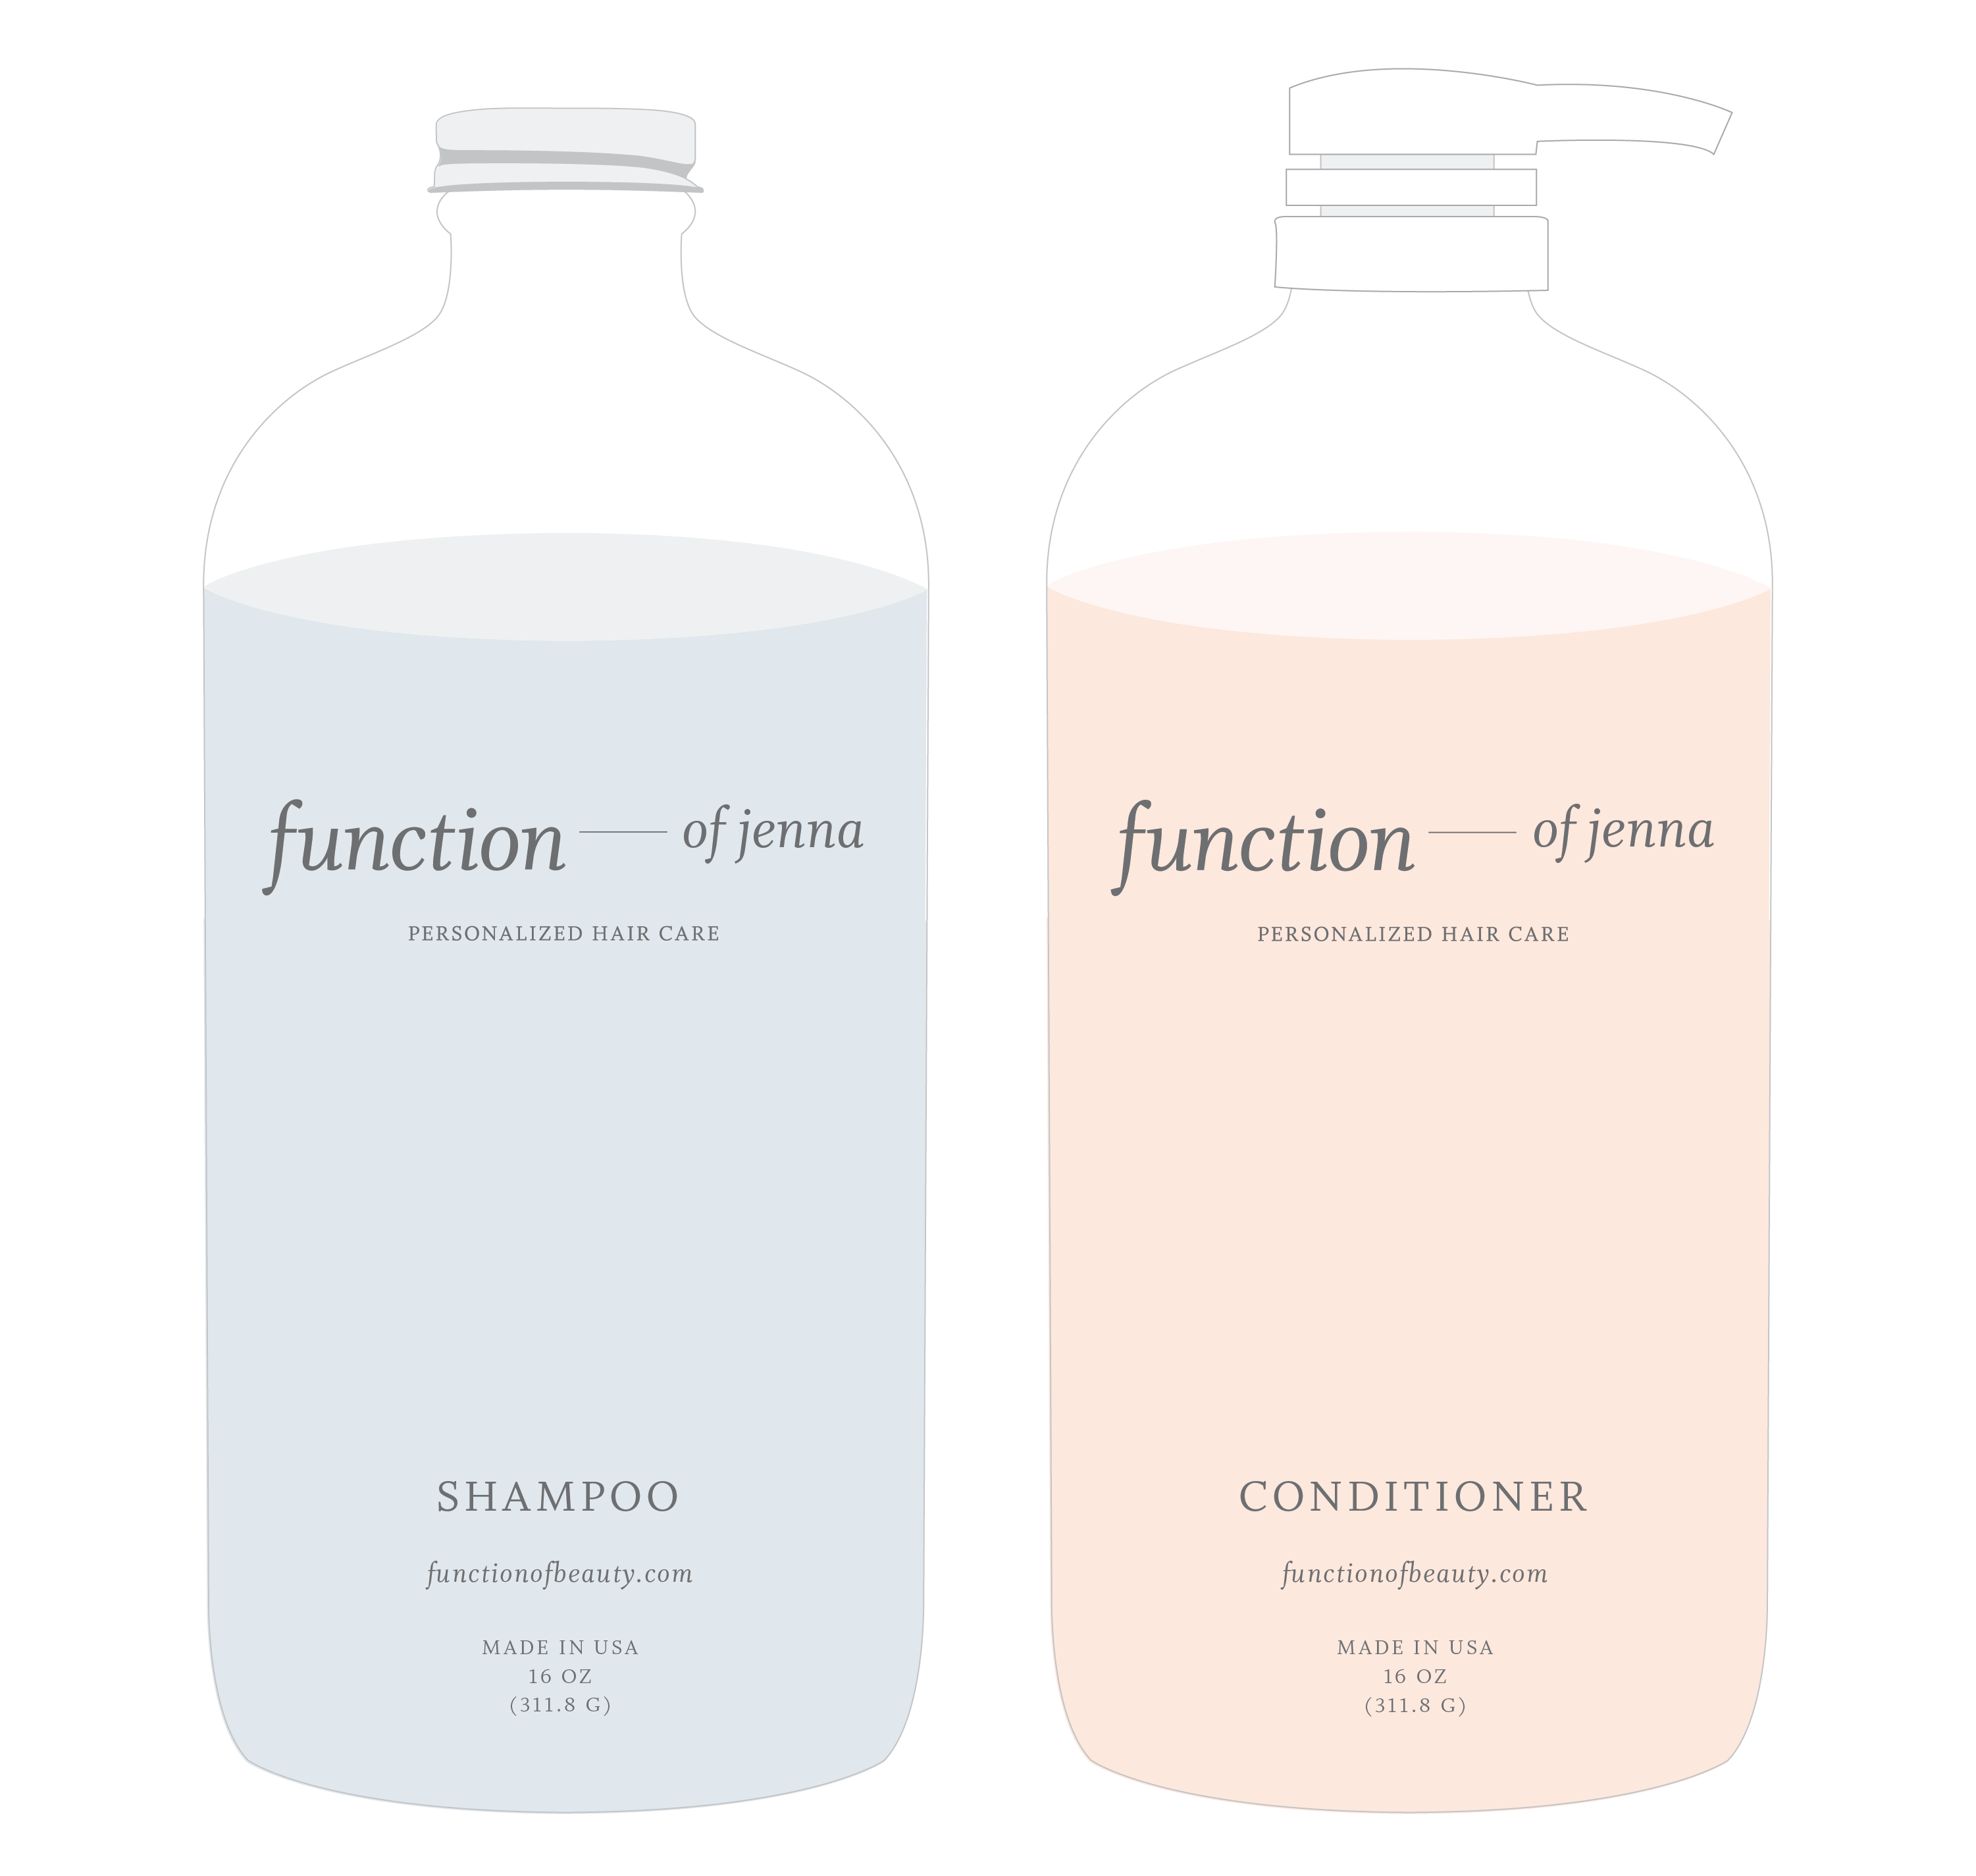 function — of jenna
PERSONALIZED HAIR CARE
SHAMPOO
functionofbeauty.com
MADE IN USA
16 OZ
(311.8 G)
function — of jenna
PERSONALIZED HAIR CARE
CONDITIONER
functionofbeauty.com
MADE IN USA
16 OZ
(311.8 G)